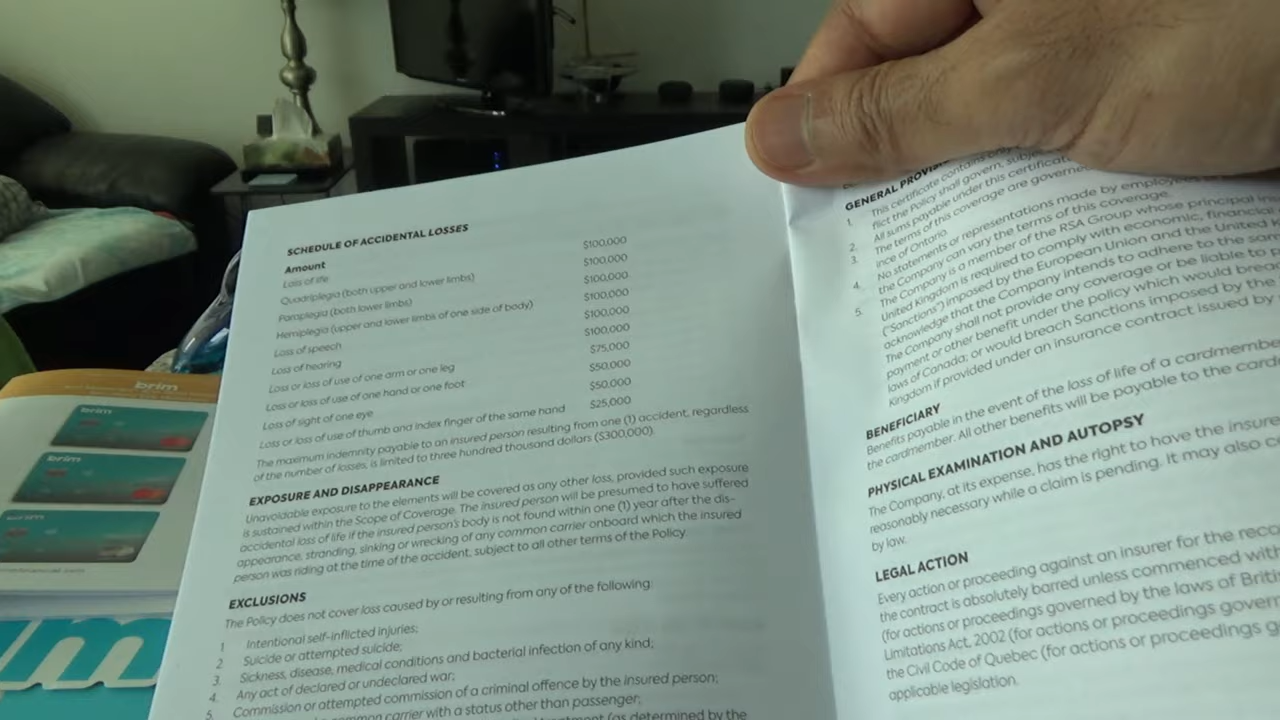 SCHEDULE OF ACCIDENTAL LOSSES
Amount
Loss of life $100,000
Quadriplegia (both upper and lower limbs) $100,000
Paraplegia (both lower limbs) $100,000
Hemiplegia (upper and lower limbs of one side of body) $100,000
Loss of speech $100,000
Loss of hearing $100,000
Loss or loss of use of one arm or one leg $75,000
Loss or loss of use of one hand or one foot $50,000
Loss of sight of one eye $50,000
Loss or loss of use of thumb and index finger of the same hand $25,000
The maximum indemnity payable to an insured person resulting from one (1) accident, regardless
of the number of losses, is limited to three hundred thousand dollars ($300,000).
EXPOSURE AND DISAPPEARANCE
Unavoidable exposure to the elements will be covered as any other loss, provided such exposure
is sustained within the Scope of Coverage. The insured person will be presumed to have suffered
accidental loss of life if the insured person's body is not found within one (1) year after the dis-
appearance, stranding, sinking or wrecking of any common carrier onboard which the insured
person was riding at the time of the accident, subject to all other terms of the Policy
EXCLUSIONS
The Policy does not cover loss caused by or resulting from any of the following:
1 Intentional self-inflicted injuries;
2 Suicide or attempted suicide;
3. Sickness, disease, medical conditions and bacterial infection of any kind;
4. Any act of declared or undeclared war;
5. Commission or attempted commission of a criminal offence by the insured person;
common carrier with a status other than passenger;
treatment (as determined by the
GENERAL
1. This certificate contains
flict the Policy shall govern,
2. All sums payable under this
3. The terms of this coverage are
ince of Ontario.
4. No statements or representations made by
the Company can vary the terms of this coverage.
5. The Company is a member of the RSA Group whose principal
United Kingdom is required to comply with economic, financial
("Sanctions") imposed by the European Union and the United
acknowledge that the Company intends to adhere to the
The Company shall not provide any coverage or be liable to
payment or other benefit under the policy which would
laws of Canada; or would breach Sanctions imposed by the
Kingdom if provided under an insurance contract issued by
BENEFICIARY
Benefits payable in the event of the loss of life of a
the cardmember. All other benefits will be payable to the
PHYSICAL EXAMINATION AND AUTOPSY
The Company, at its expense, has the right to have the
reasonably necessary while a claim is pending. It may also
by law.
LEGAL ACTION
Every action or proceeding against an insurer for the
the contract is absolutely barred unless commenced
(for actions or proceedings governed by the laws of
Limitations Act, 2002 (for actions or proceedings
the Civil Code of Quebec (for actions or proceedings
applicable legislation.
brim
brim
brim